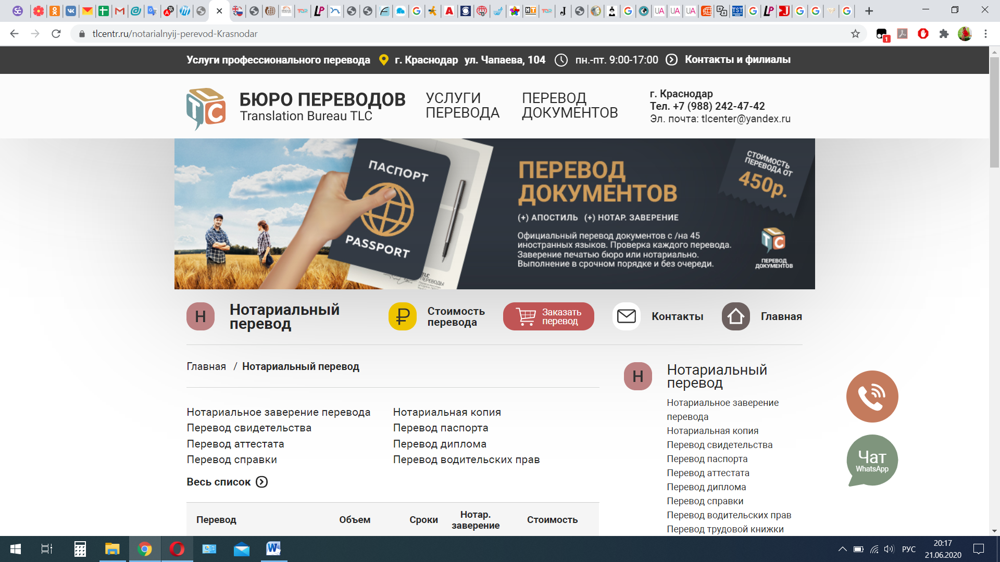 tlcentr.ru/notarialnyij-perevod-Krasnodar
1
Услуги профессионального перевода г. Краснодар ул. Чапаева, 104 пн.-пт. 9:00-17:00 Контакты и филиалы
TLC
БЮРО ПЕРЕВОДОВ
Translation Bureau TLC
УСЛУГИ
ПЕРЕВОДА
ПЕРЕВОД
ДОКУМЕНТОВ
г. Краснодар
Тел. +7 (988) 242-47-42
Эл. почта: tlcenter@yandex.ru
ПАСПОРТ
PASSPORT
TLC
ПЕРЕВОДЫ
ПЕРЕВОД
ДОКУМЕНТОВ
(+) АПОСТИЛЬ (+) НОТАР. ЗАВЕРЕНИЕ
Официальный перевод документов с /на 45
иностранных языков. Проверка каждого перевода.
Заверение печатью бюро или нотариально.
Выполнение в срочном порядке и без очереди.
СТОИМОСТЬ
ПЕРЕВОДА ОТ
450р.
TLC
ПЕРЕВОД
ДОКУМЕНТОВ
Н
Нотариальный
перевод
₽
Стоимость
перевода
Заказать
перевод
Контакты
Главная
Главная / Нотариальный перевод
Нотариальное заверение перевода
Перевод свидетельства
Перевод аттестата
Перевод справки
Нотариальная копия
Перевод паспорта
Перевод диплома
Перевод водительских прав
Весь список
Перевод Объем Сроки Нотар. заверение Стоимость
Н
Нотариальный
перевод
Нотариальное заверение
перевода
Нотариальная копия
Перевод свидетельства
Перевод паспорта
Перевод аттестата
Перевод диплома
Перевод справки
Перевод водительских прав
Перевод трудовой книжки
Чат
WhatsApp
РУС
20:17
21.06.2020